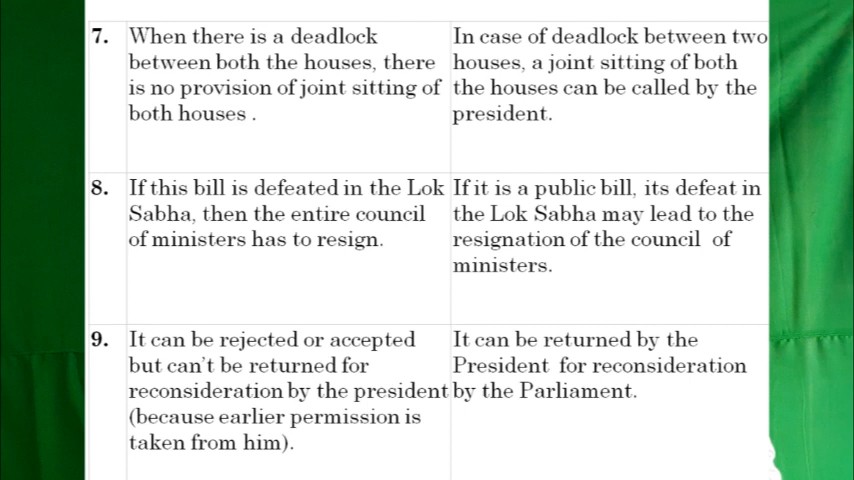 7.
When there is a deadlock
between both the houses, there
is no provision of joint sitting of
both houses .
In case of deadlock between two
houses, a joint sitting of both
the houses can be called by the
president.
8.
If this bill is defeated in the Lok
Sabha, then the entire council
of ministers has to resign.
If it is a public bill, its defeat in
the Lok Sabha may lead to the
resignation of the council of
ministers.
9.
It can be rejected or accepted
but can't be returned for
reconsideration by the president
(because earlier permission is
taken from him).
It can be returned by the
President for reconsideration
by the Parliament.